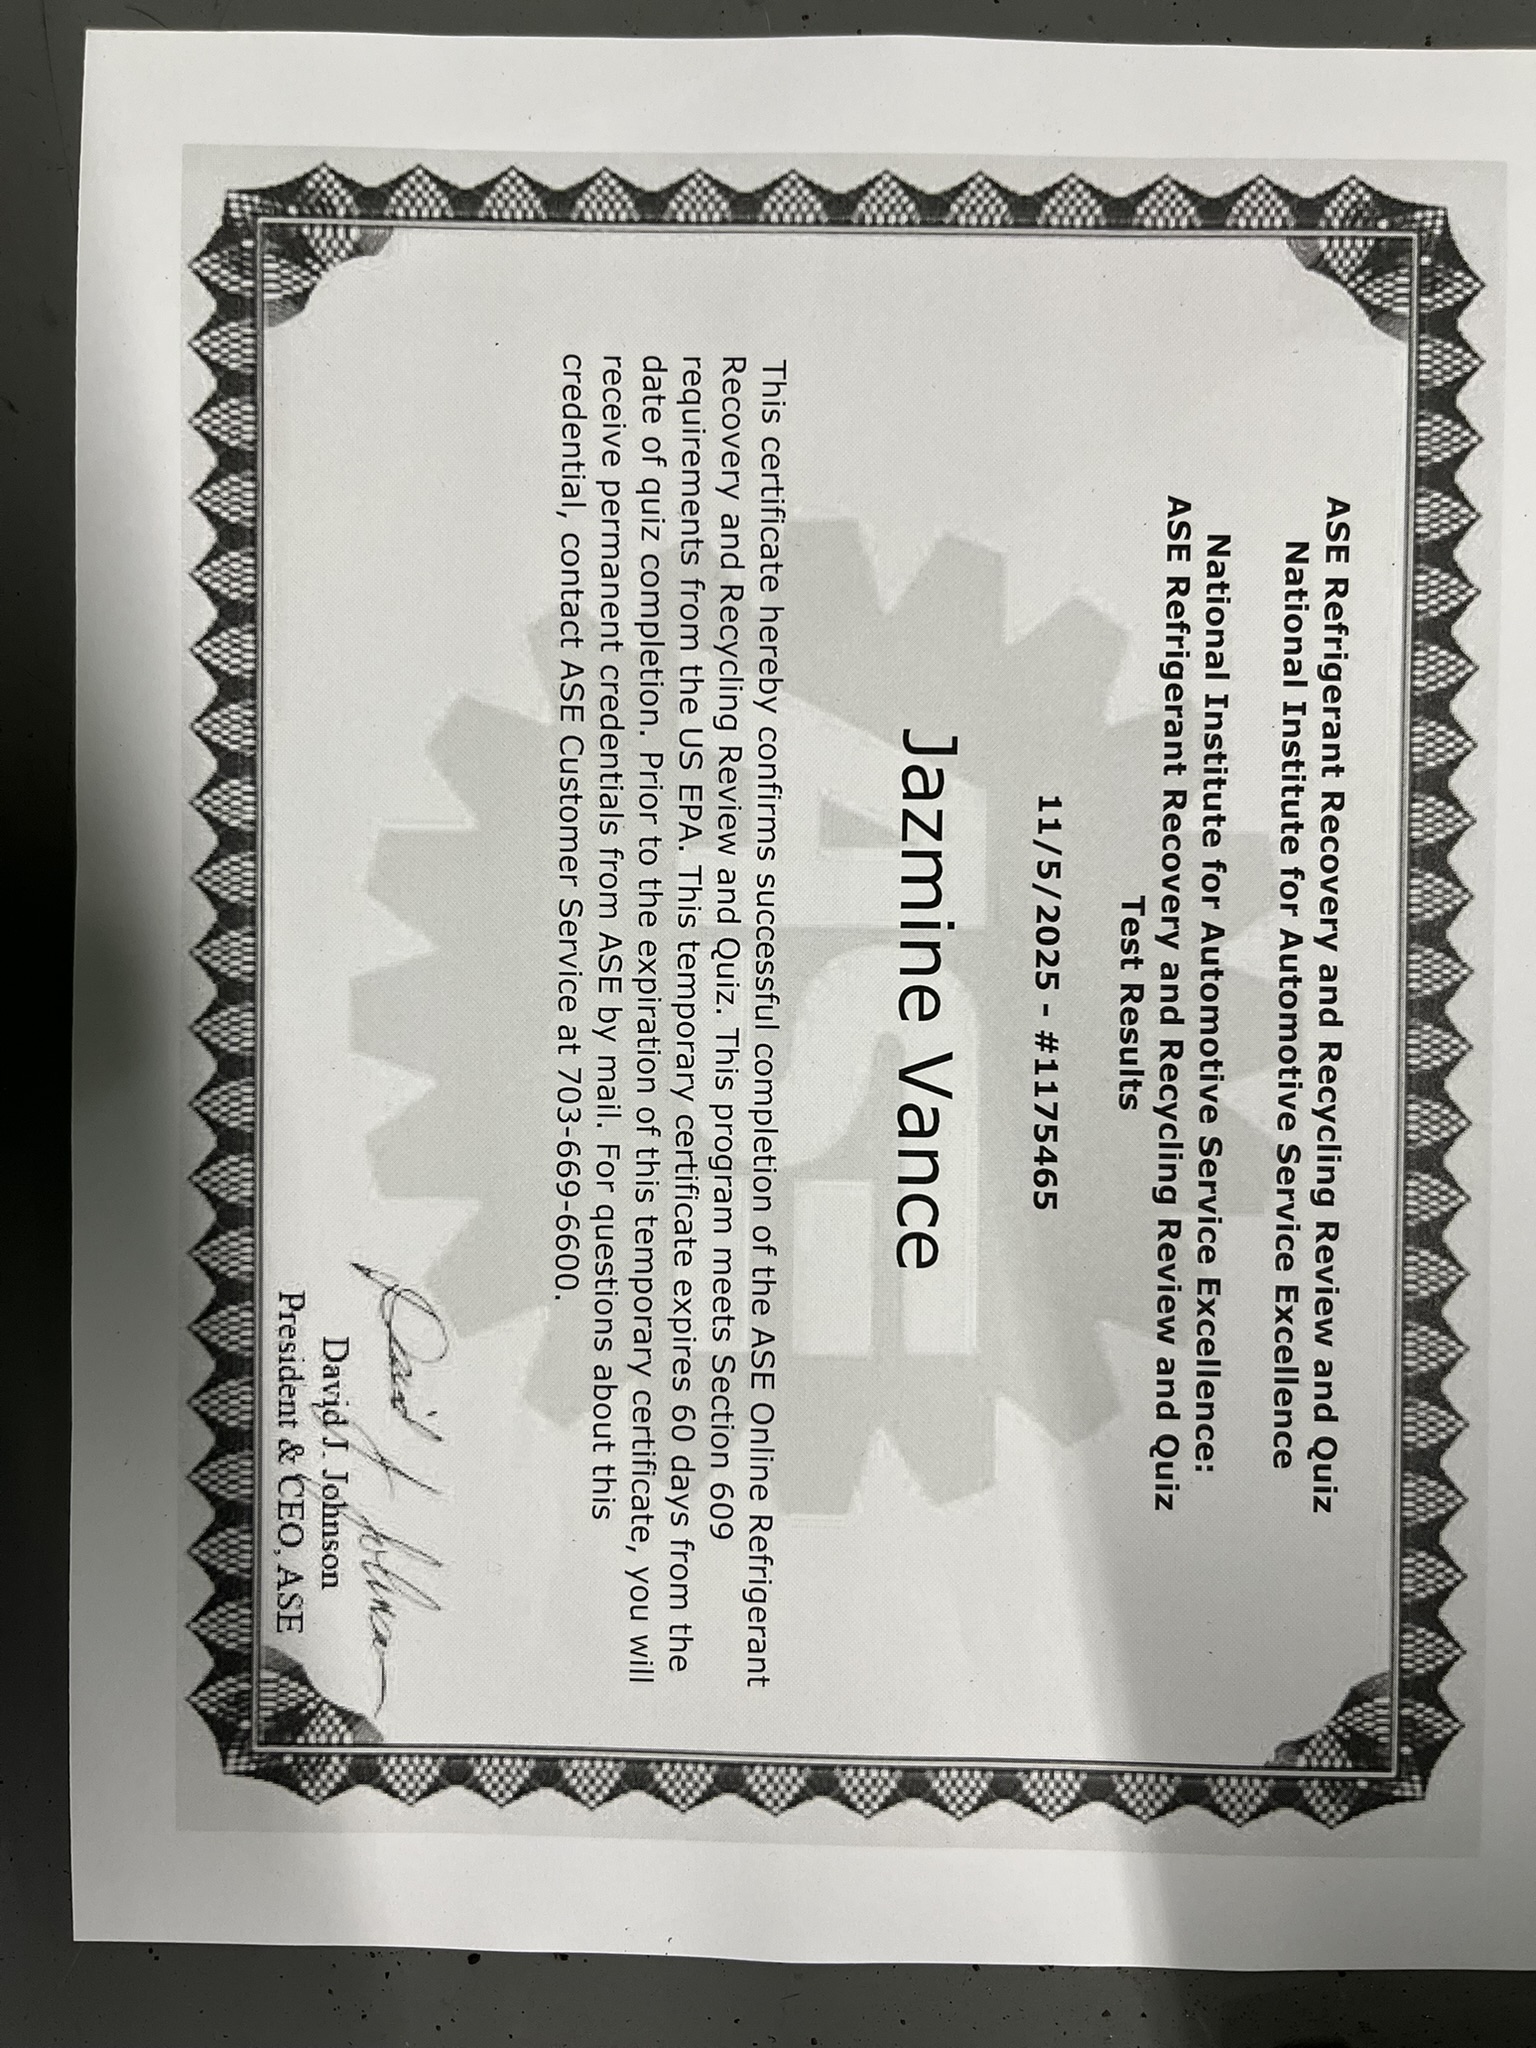 ASE Refrigerant Recovery and Recycling Review and Quiz
National Institute for Automotive Service Excellence
National Institute for Automotive Service Excellence:
ASE Refrigerant Recovery and Recycling Review and Quiz
Test Results
11/5/2025 - #1175465
Jazmine Vance
ASE
This certificate hereby confirms successful completion of the ASE Online Refrigerant
Recovery and Recycling Review and Quiz. This program meets Section 609
requirements from the US EPA. This temporary certificate expires 60 days from the
date of quiz completion. Prior to the expiration of this temporary certificate, you will
receive permanent credentials from ASE by mail. For questions about this
credential, contact ASE Customer Service at 703-669-6600.
David J. Johnson
David J. Johnson
President & CEO, ASE